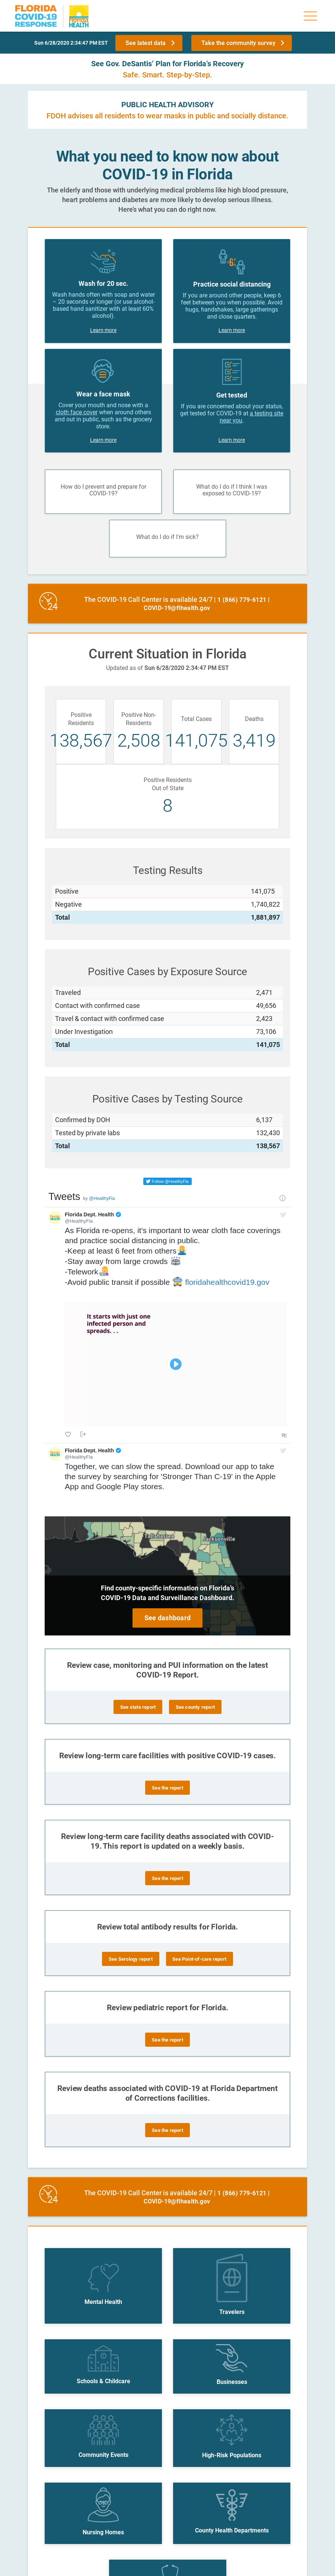 FLORIDA
COVID-19
RESPONSE
Florida
HEALTH
Sun 6/28/2020 2:34:47 PM EST
See latest data
Take the community survey
See Gov. DeSantis' Plan for Florida's Recovery
Safe. Smart. Step-by-Step.
PUBLIC HEALTH ADVISORY
FDOH advises all residents to wear masks in public and socially distance.
What you need to know now about
COVID-19 in Florida
The elderly and those with underlying medical problems like high blood pressure,
heart problems and diabetes are more likely to develop serious illness.
Here's what you can do right now.
Wash for 20 sec.
Wash hands often with soap and water
– 20 seconds or longer (or use alcohol-
based hand sanitizer with at least 60%
alcohol).
Learn more
6'
Practice social distancing
If you are around other people, keep 6
feet between you when possible. Avoid
hugs, handshakes, large gatherings
and close quarters.
Learn more
Wear a face mask
Cover your mouth and nose with a
cloth face cover when around others
and out in public, such as the grocery
store.
Learn more
Get tested
If you are concerned about your status,
get tested for COVID-19 at a testing site
near you.
Learn more
How do I prevent and prepare for
COVID-19?
What do I do if I think I was
exposed to COVID-19?
What do I do if I'm sick?
24
The COVID-19 Call Center is available 24/7 | 1 (866) 779-6121 |
COVID-19@flhealth.gov
Current Situation in Florida
Updated as of Sun 6/28/2020 2:34:47 PM EST
Positive
Residents
138,567
Positive Non-
Residents
2,508
Total Cases
141,075
Deaths
3,419
Positive Residents
Out of State
8
Testing Results
Positive 141,075
Negative 1,740,822
Total 1,881,897
Positive Cases by Exposure Source
Traveled 2,471
Contact with confirmed case 49,656
Travel & contact with confirmed case 2,423
Under Investigation 73,106
Total 141,075
Positive Cases by Testing Source
Confirmed by DOH 6,137
Tested by private labs 132,430
Total 138,567
Follow @HealthyFla
Tweets by @HealthyFla
Florida Dept. Health
@HealthyFla
As Florida re-opens, it's important to wear cloth face coverings
and practice social distancing in public.
-Keep at least 6 feet from others
-Stay away from large crowds
-Telework
-Avoid public transit if possible floridahealthcovid19.gov
It starts with just one
infected person and
spreads. . .
Florida Dept. Health
@HealthyFla
Together, we can slow the spread. Download our app to take
the survey by searching for 'Stronger Than C-19' in the Apple
App and Google Play stores.
Tallahassee
Jacksonville
Find county-specific information on Florida's
COVID-19 Data and Surveillance Dashboard.
See dashboard
Review case, monitoring and PUI information on the latest
COVID-19 Report.
See state report
See county report
Review long-term care facilities with positive COVID-19 cases.
See the report
Review long-term care facility deaths associated with COVID-
19. This report is updated on a weekly basis.
See the report
Review total antibody results for Florida.
See Serology report
See Point-of-care report
Review pediatric report for Florida.
See the report
Review deaths associated with COVID-19 at Florida Department
of Corrections facilities.
See the report
24
The COVID-19 Call Center is available 24/7 | 1 (866) 779-6121 |
COVID-19@flhealth.gov
Mental Health
Travelers
Schools & Childcare
Businesses
Community Events
High-Risk Populations
Nursing Homes
County Health Departments